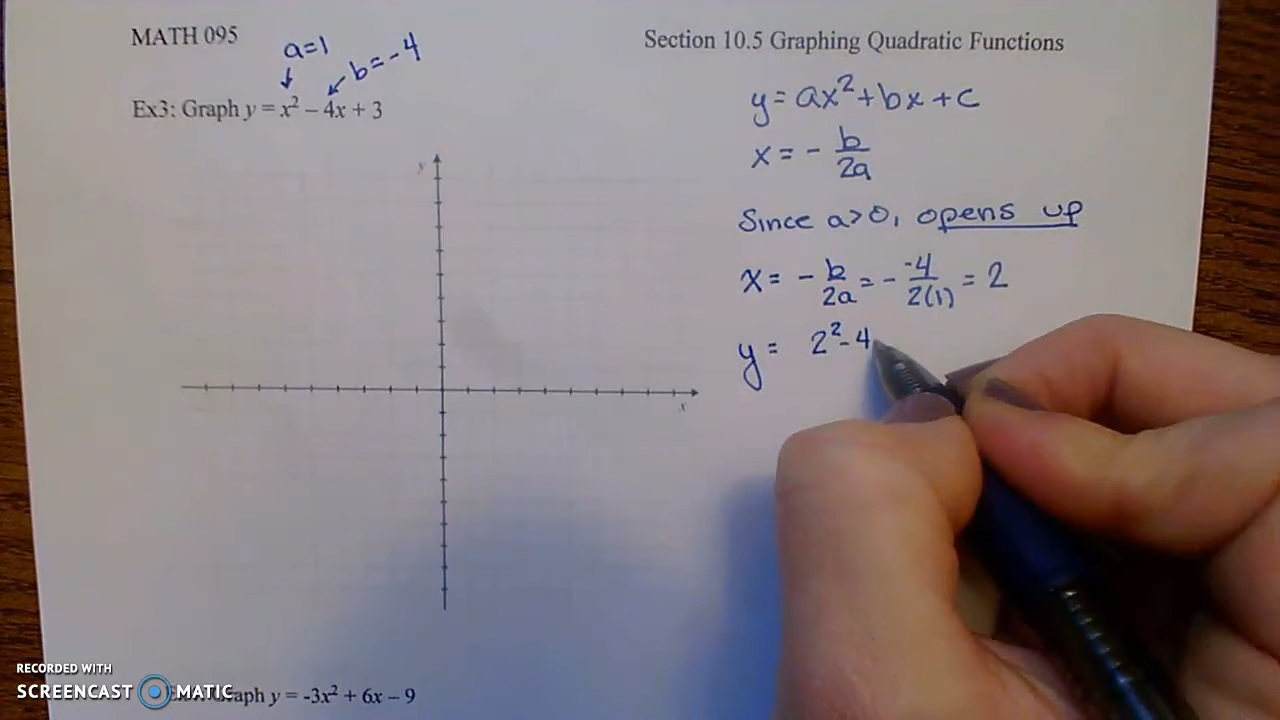 MATH 095
Section 10.5 Graphing Quadratic Functions
a=1
b=-4
Ex3: Graph y = x² – 4x + 3
y=ax²+bx+c
x=-b/2a
Since a>0, opens up
x=-b/2a=--4/2(1)=2
y= 2²-4
y
x
RECORDED WITH
SCREENCAST MATIC
Graph y = -3x² + 6x – 9